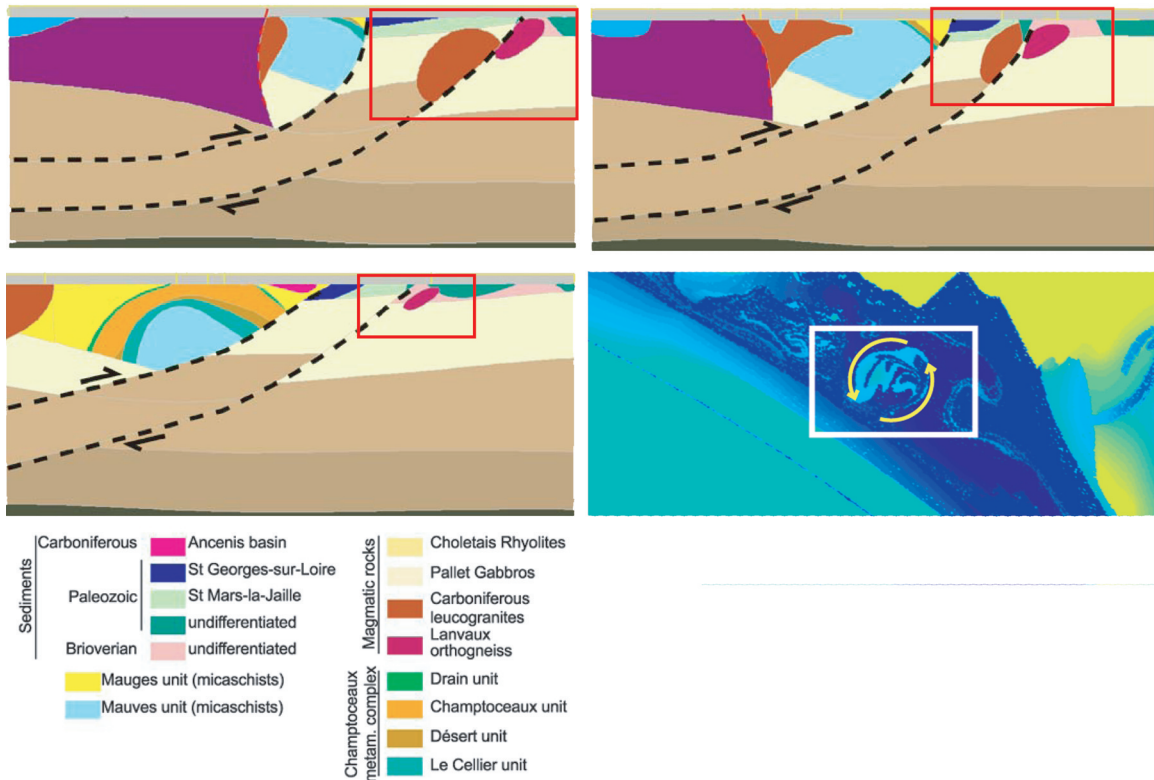 Carboniferous
Ancenis basin
St Georges-sur-Loire
Paleozoic
St Mars-la-Jaille
undifferentiated
Brioverian
undifferentiated
Sediments
Mauges unit (micaschists)
Mauves unit (micaschists)
Magmatic rocks
Choletais Rhyolites
Pallet Gabbros
Carboniferous
leucogranites
Lanvaux
orthogneiss
Champtoceaux
metam. complex
Drain unit
Champtoceaux unit
Désert unit
Le Cellier unit